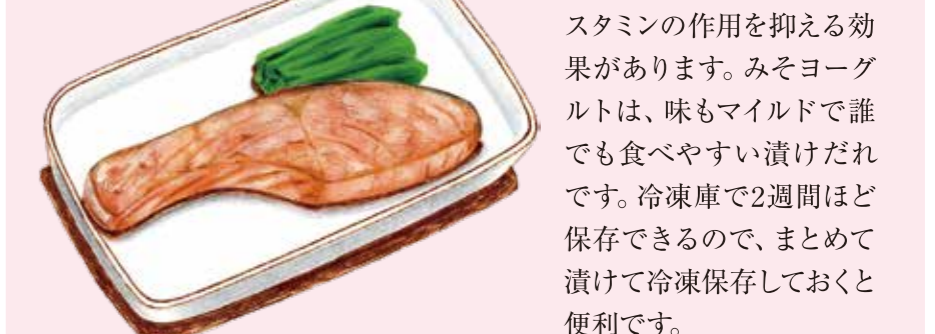 スタミンの作用を抑える効
果があります。みそヨーグ
ルトは、味もマイルドで誰
でも食べやすい漬けだれ
です。冷凍庫で2週間ほど
保存できるので、まとめて
漬けて冷凍保存しておくと
便利です。